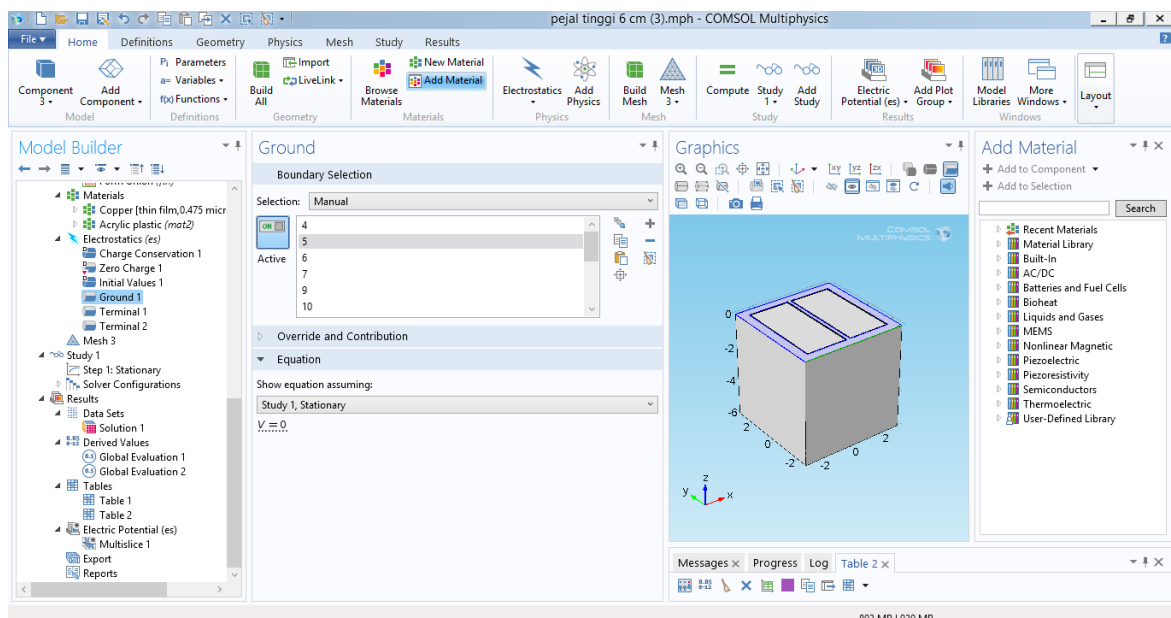 pejal tinggi 6 cm (3).mph - COMSOL Multiphysics
File Home Definitions Geometry Physics Mesh Study Results
Component 3
Add Component
Model
Pi Parameters
a= Variables
f(x) Functions
Definitions
Build All
Import
LiveLink
Geometry
Browse Materials
New Material
Add Material
Materials
Electrostatics
Add Physics
Physics
Build Mesh
Mesh 3
Mesh
Compute
Study 1
Add Study
Study
Electric Potential (es)
Add Plot Group
Results
Model Libraries
More Windows
Windows
Layout
Model Builder
Materials
Copper [thin film,0.475 micr
Acrylic plastic (mat2)
Electrostatics (es)
Charge Conservation 1
Zero Charge 1
Initial Values 1
Ground 1
Terminal 1
Terminal 2
Mesh 3
Study 1
Step 1: Stationary
Solver Configurations
Results
Data Sets
Solution 1
Derived Values
Global Evaluation 1
Global Evaluation 2
Tables
Table 1
Table 2
Electric Potential (es)
Multislice 1
Export
Reports
Ground
Boundary Selection
Selection: Manual
ON
Active
4
5
6
7
9
10
Override and Contribution
Equation
Show equation assuming:
Study 1, Stationary
V = 0
Graphics
xy yz zx
COMSOL
MULTIPHYSICS
0
-2
-4
-6
2
0
-2
-2
0
2
z
y
x
Messages Progress Log Table 2
8.85
e-12
Add Material
Add to Component
Add to Selection
Search
Recent Materials
Material Library
Built-In
AC/DC
Batteries and Fuel Cells
Bioheat
Liquids and Gases
MEMS
Nonlinear Magnetic
Piezoelectric
Piezoresistivity
Semiconductors
Thermoelectric
User-Defined Library